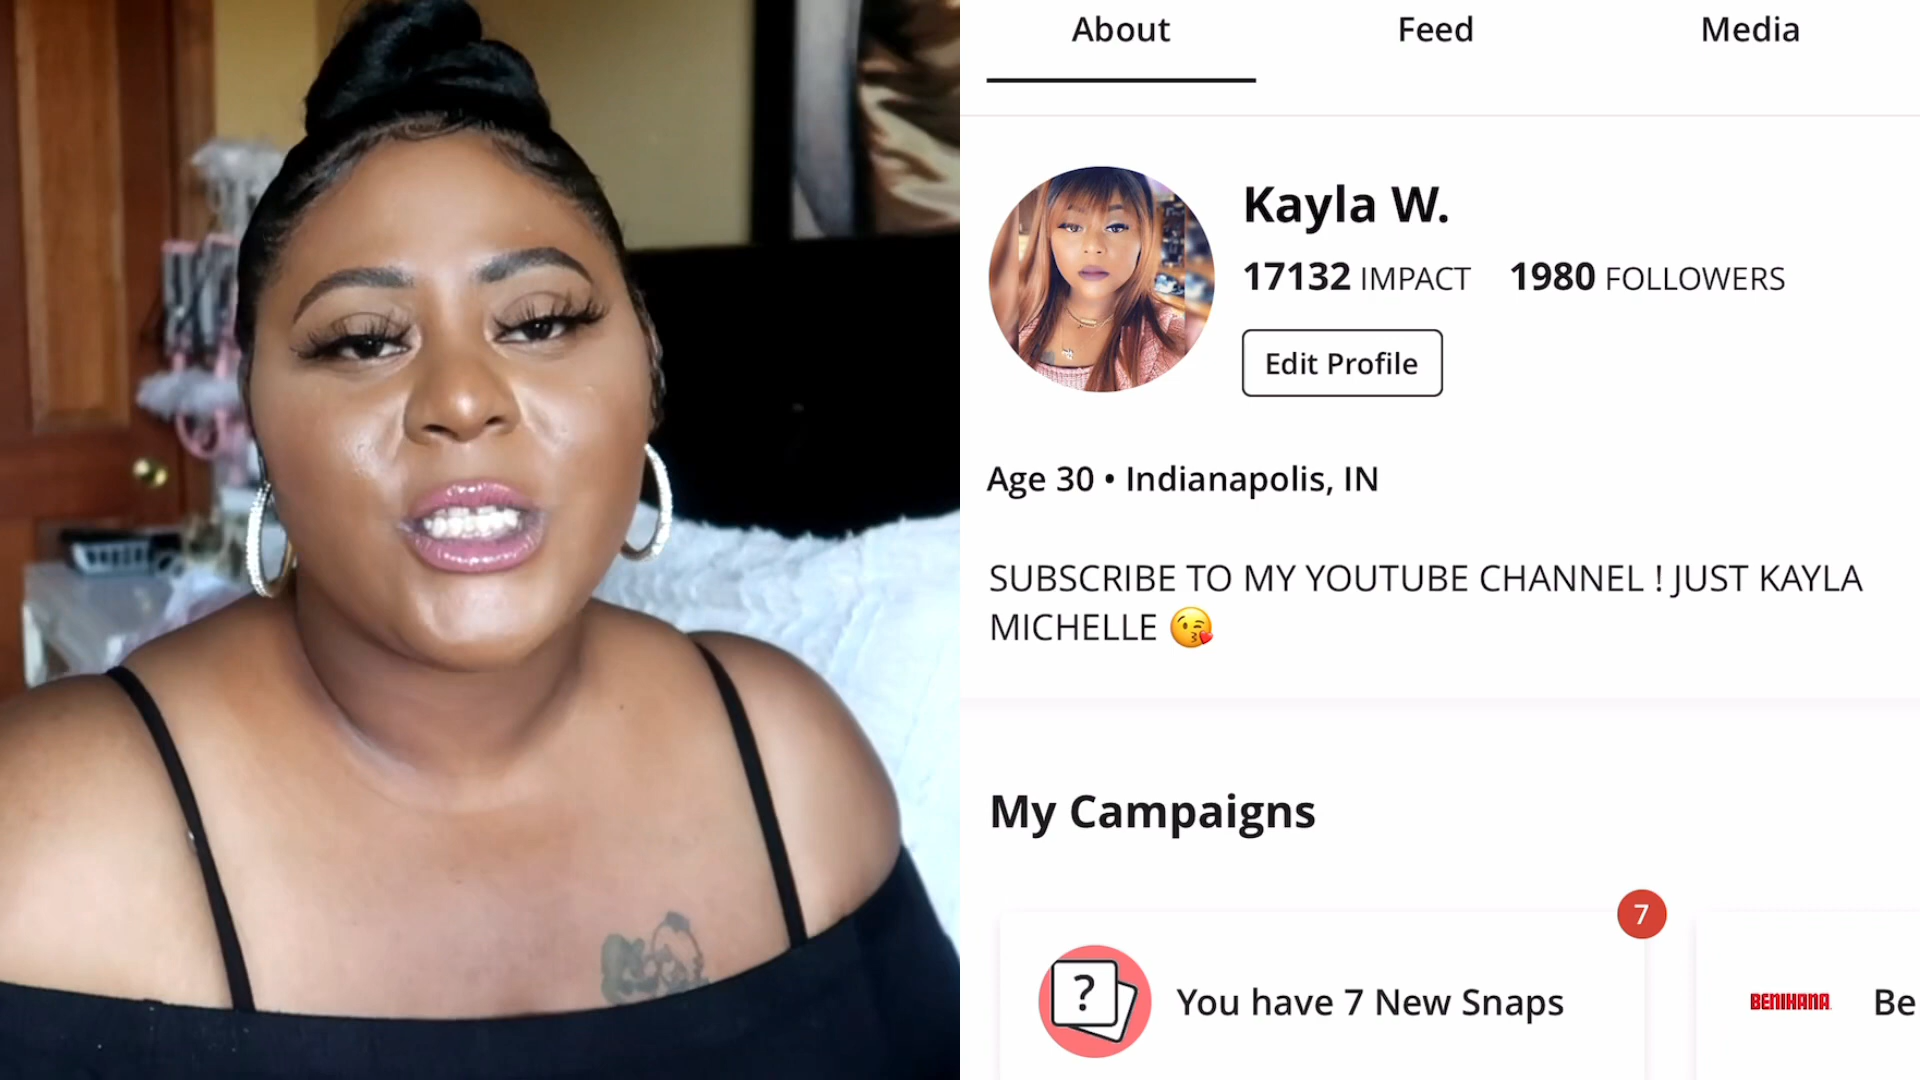 About Feed Media
Kayla W.
17132 IMPACT 1980 FOLLOWERS
Edit Profile
Age 30 • Indianapolis, IN
SUBSCRIBE TO MY YOUTUBE CHANNEL ! JUST KAYLA
MICHELLE 😘
My Campaigns
7
? You have 7 New Snaps
BENIHANA Be